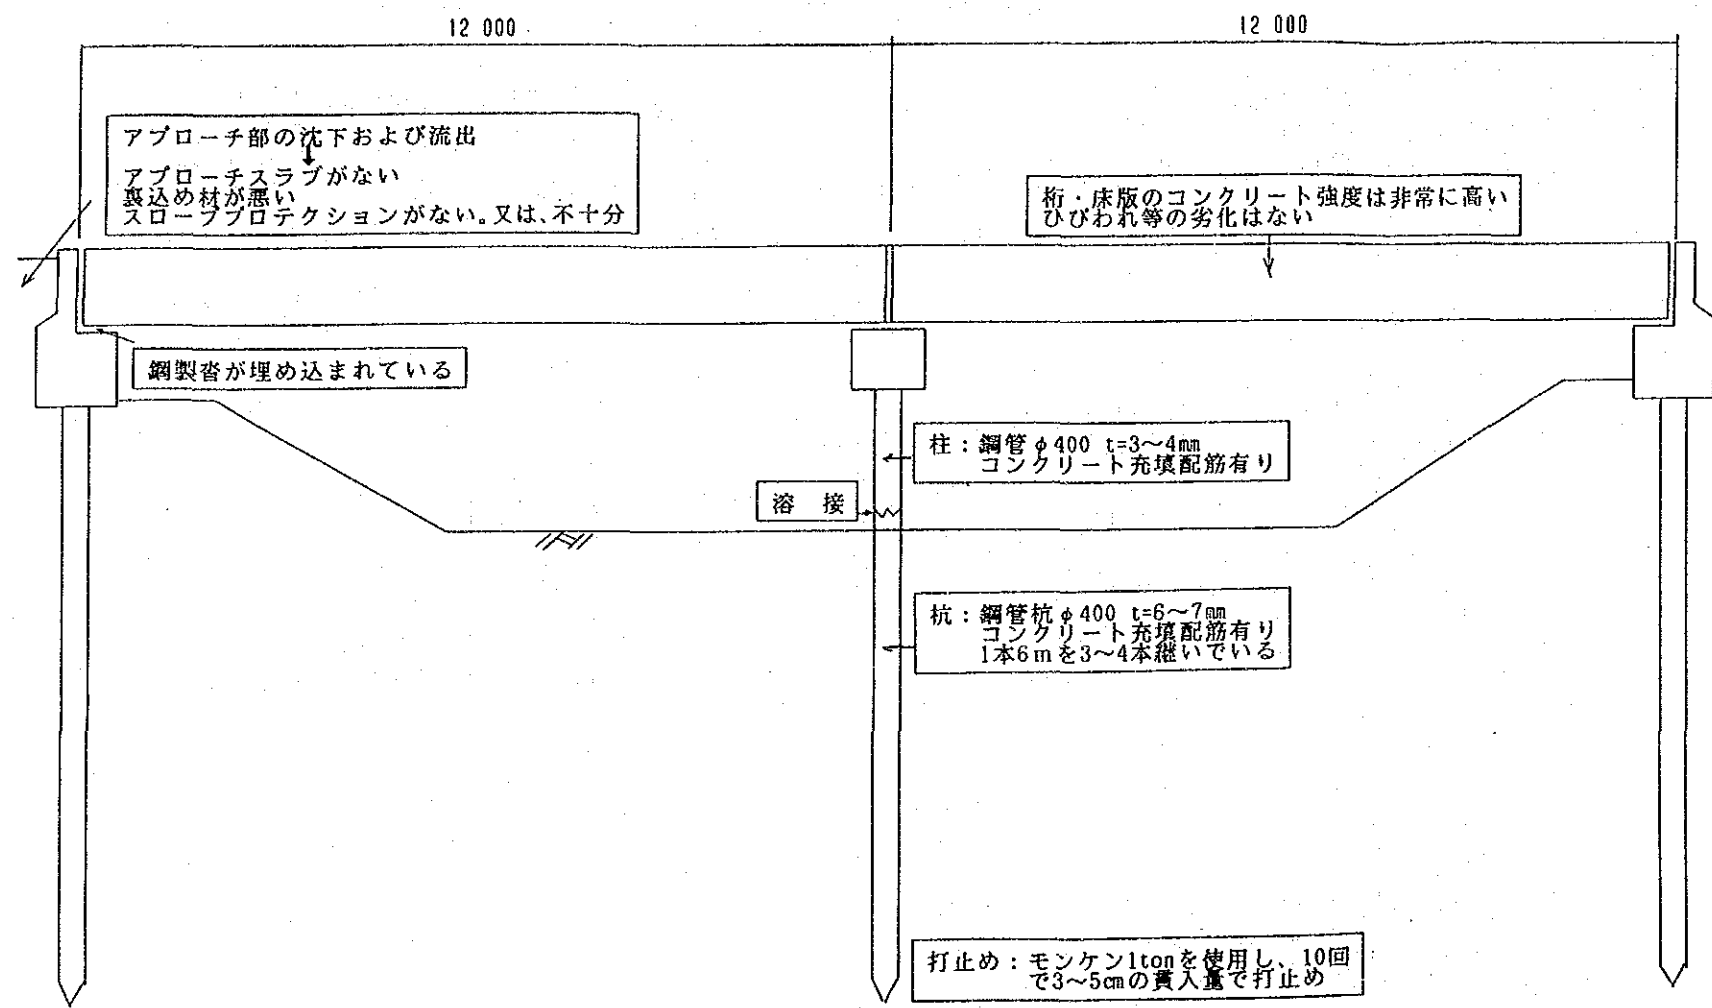 12 000
12 000
アプローチ部の沈下および流出
アプローチスラブがない
裏込め材が悪い
スローププロテクションがない。又は、不十分
桁・床版のコンクリート強度は非常に高い
ひびわれ等の劣化はない
鋼製沓が埋め込まれている
柱：鋼管φ400 t=3～4mm
コンクリート充填配筋有り
溶 接
杭：鋼管杭φ400 t=6～7mm
コンクリート充填配筋有り
1本6mを3～4本継いでいる
打止め：モンケン1tonを使用し、10回
で3～5cmの貫入量で打止め